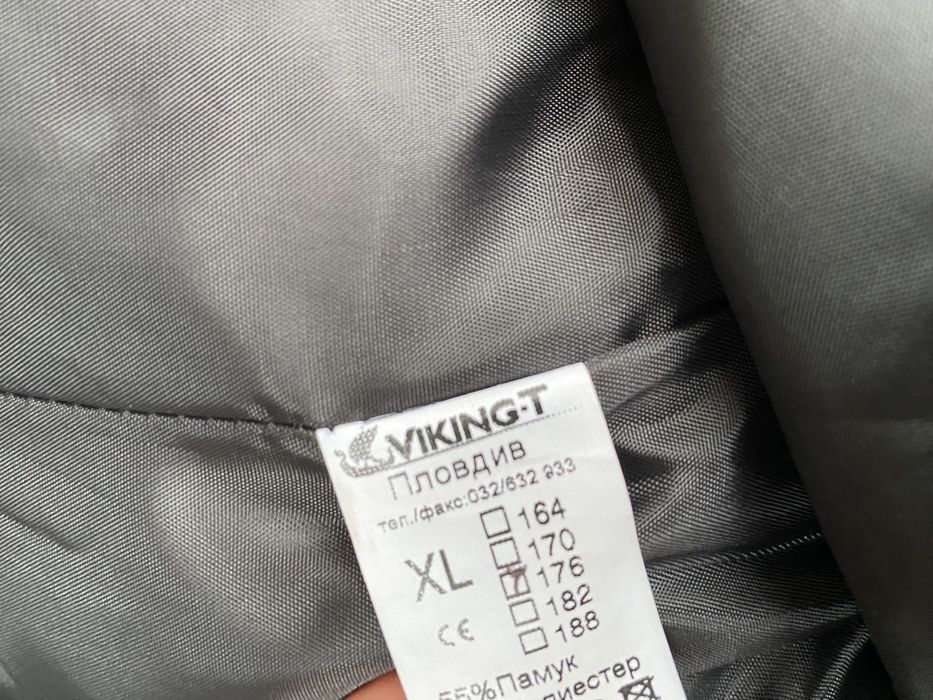 VIKING-T
ПЛОВДИВ
тел./факс:032/632 933
164
170
XL
176
182
CE
188
55%Памук